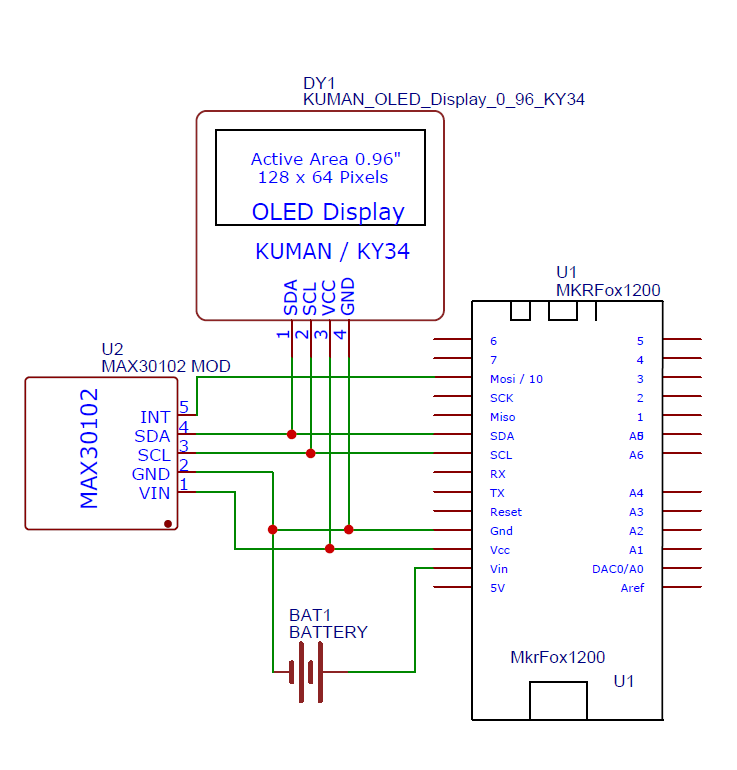 DY1
KUMAN_OLED_Display_0_96_KY34
Active Area 0.96"
128 x 64 Pixels
OLED Display
KUMAN / KY34
SDA
SCL
VCC
GND
1
2
3
4
U2
MAX30102 MOD
MAX30102
INT 5
SDA 4
SCL 3
GND 2
VIN 1
BAT1
BATTERY
U1
MKRFox1200
6 5
7 4
Mosi / 10 3
SCK 2
Miso 1
SDA
SCL A6
RX
TX A4
Reset A3
Gnd A2
Vcc A1
Vin DAC0/A0
5V Aref
MkrFox1200
U1